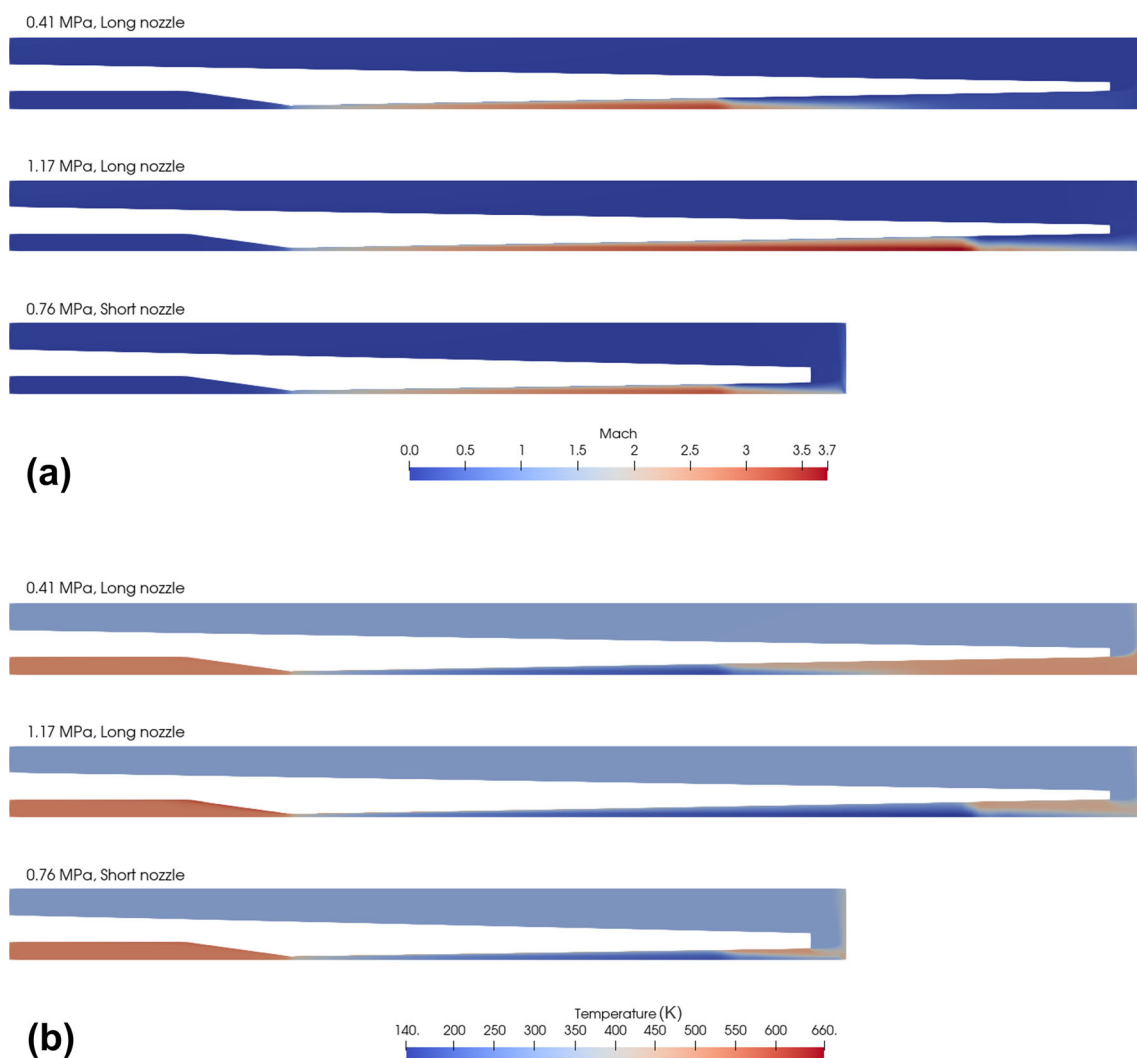 0.41 MPa, Long nozzle
1.17 MPa, Long nozzle
0.76 MPa, Short nozzle
Mach
0.0 0.5 1 1.5 2 2.5 3 3.5 3.7
(a)
0.41 MPa, Long nozzle
1.17 MPa, Long nozzle
0.76 MPa, Short nozzle
Temperature (K)
140. 200 250 300 350 400 450 500 550 600 660.
(b)